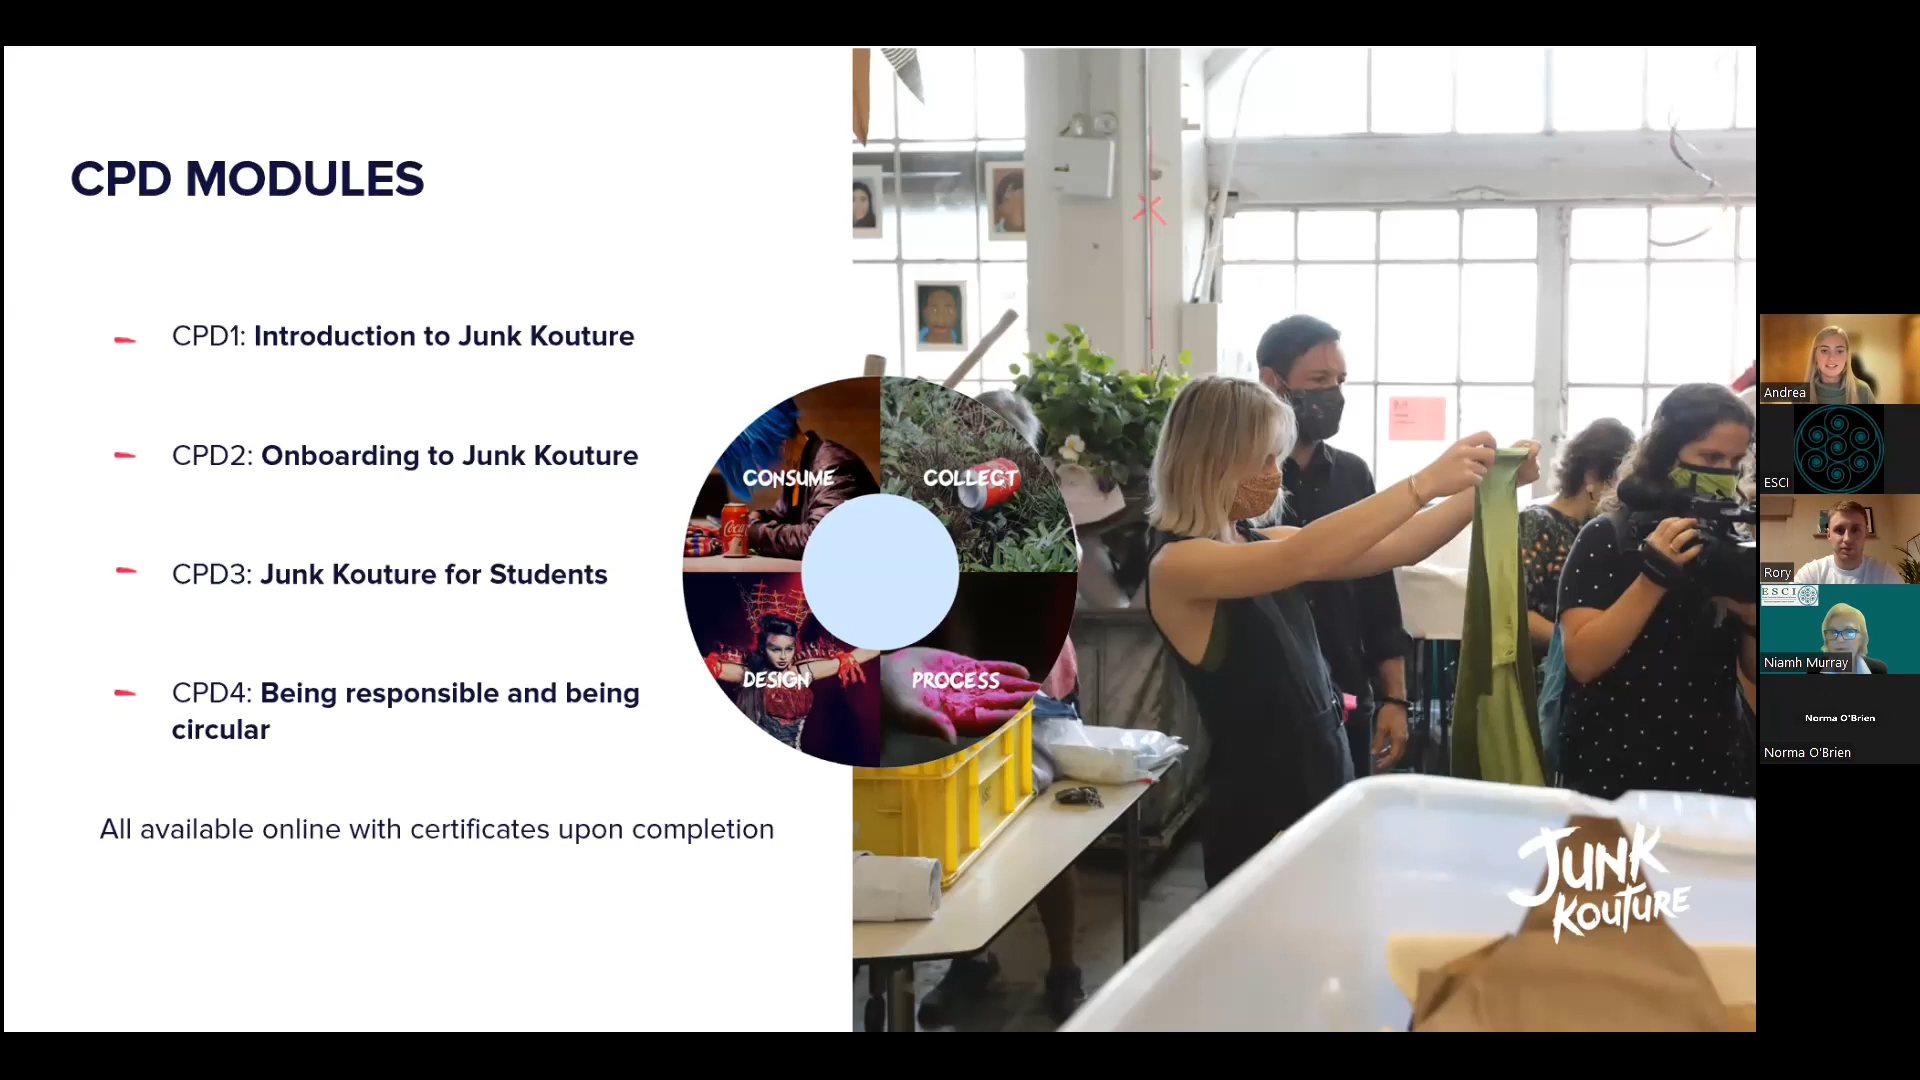 CPD MODULES
CPD1: Introduction to Junk Kouture
CPD2: Onboarding to Junk Kouture
CPD3: Junk Kouture for Students
CPD4: Being responsible and being
circular
All available online with certificates upon completion
CONSUME
COLLECT
DESIGN
PROCESS
JUNK
KOUTURE
Andrea
ESCI
Rory
ESCI
Niamh Murray
Norma O'Brien
Norma O'Brien